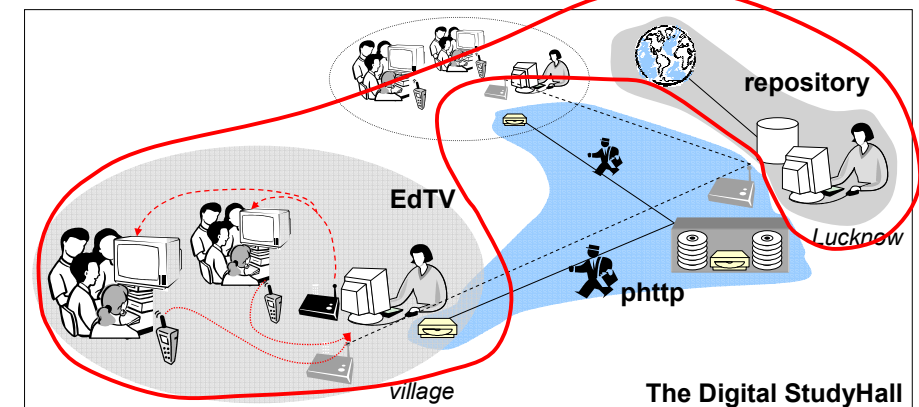 repository
EdTV
Lucknow
phttp
village
The Digital StudyHall